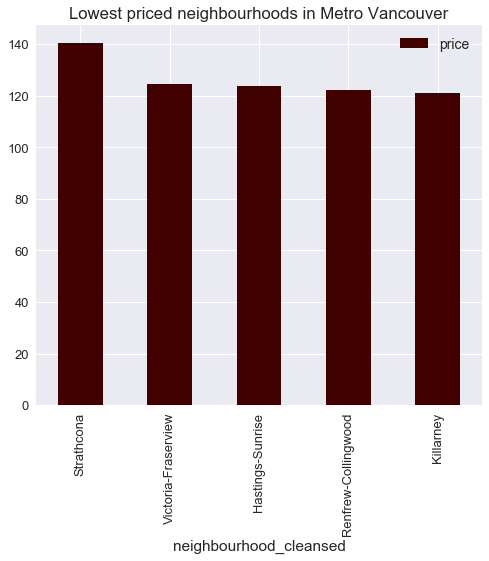 Lowest priced neighbourhoods in Metro Vancouver
price
140
120
100
80
60
40
20
0
Strathcona
Victoria-Fraserview
Hastings-Sunrise
Renfrew-Collingwood
Killarney
neighbourhood_cleansed